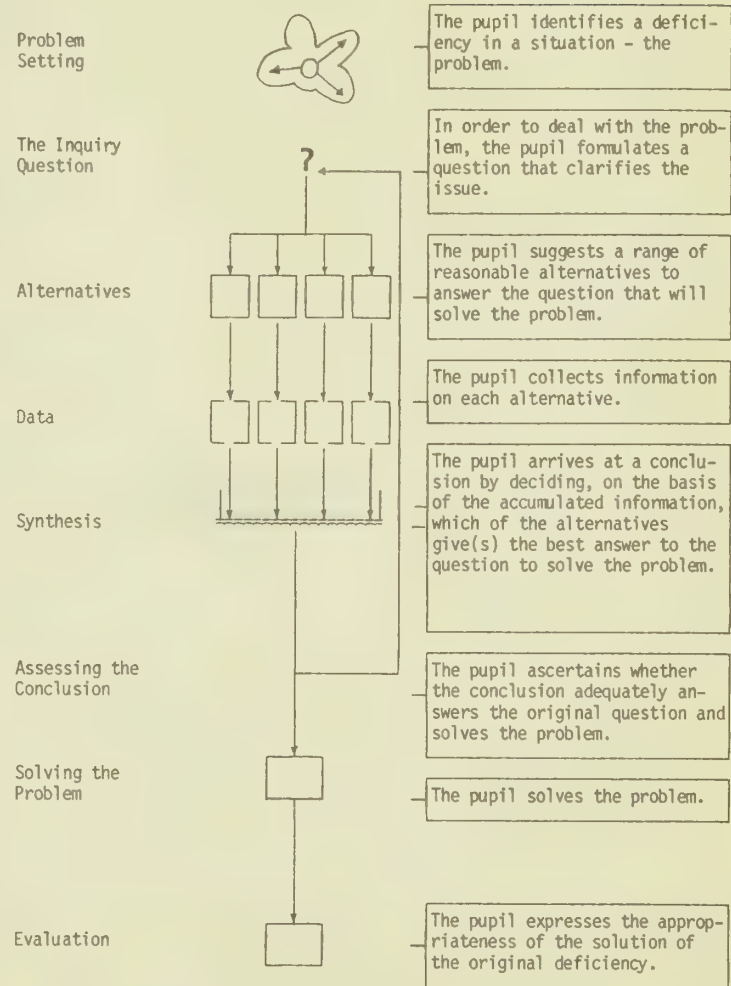 Problem
Setting
The pupil identifies a defici-
ency in a situation - the
problem.
The Inquiry
Question
?
In order to deal with the prob-
lem, the pupil formulates a
question that clarifies the
issue.
Alternatives
The pupil suggests a range of
reasonable alternatives to
answer the question that will
solve the problem.
Data
The pupil collects information
on each alternative.
Synthesis
The pupil arrives at a conclu-
sion by deciding, on the basis
of the accumulated information,
which of the alternatives
give(s) the best answer to the
question to solve the problem.
Assessing the
Conclusion
The pupil ascertains whether
the conclusion adequately an-
swers the original question and
solves the problem.
Solving the
Problem
The pupil solves the problem.
Evaluation
The pupil expresses the approp-
riateness of the solution of
the original deficiency.